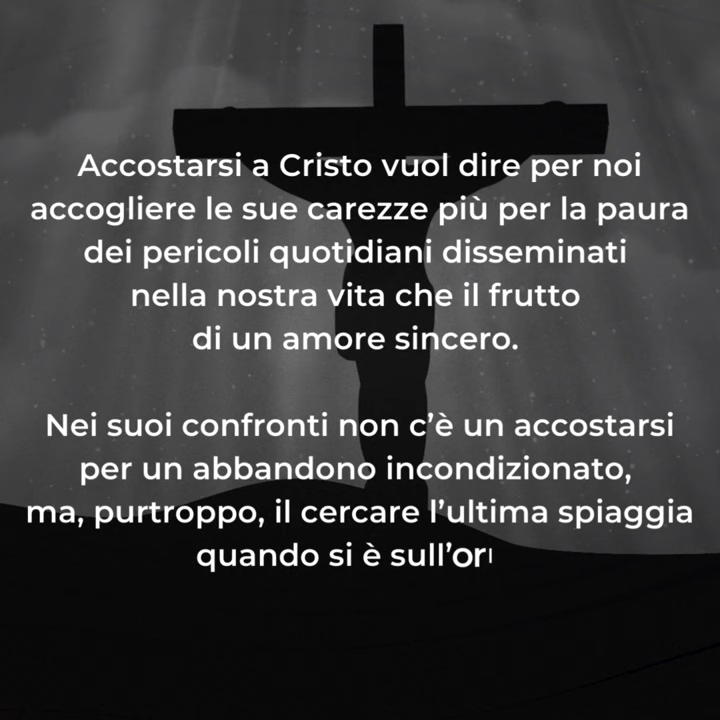 Accostarsi a Cristo vuol dire per noi
accogliere le sue carezze più per la paura
dei pericoli quotidiani disseminati
nella nostra vita che il frutto
di un amore sincero.
Nei suoi confronti non c'è un accostarsi
per un abbandono incondizionato,
ma, purtroppo, il cercare l'ultima spiaggia
quando si è sull'or